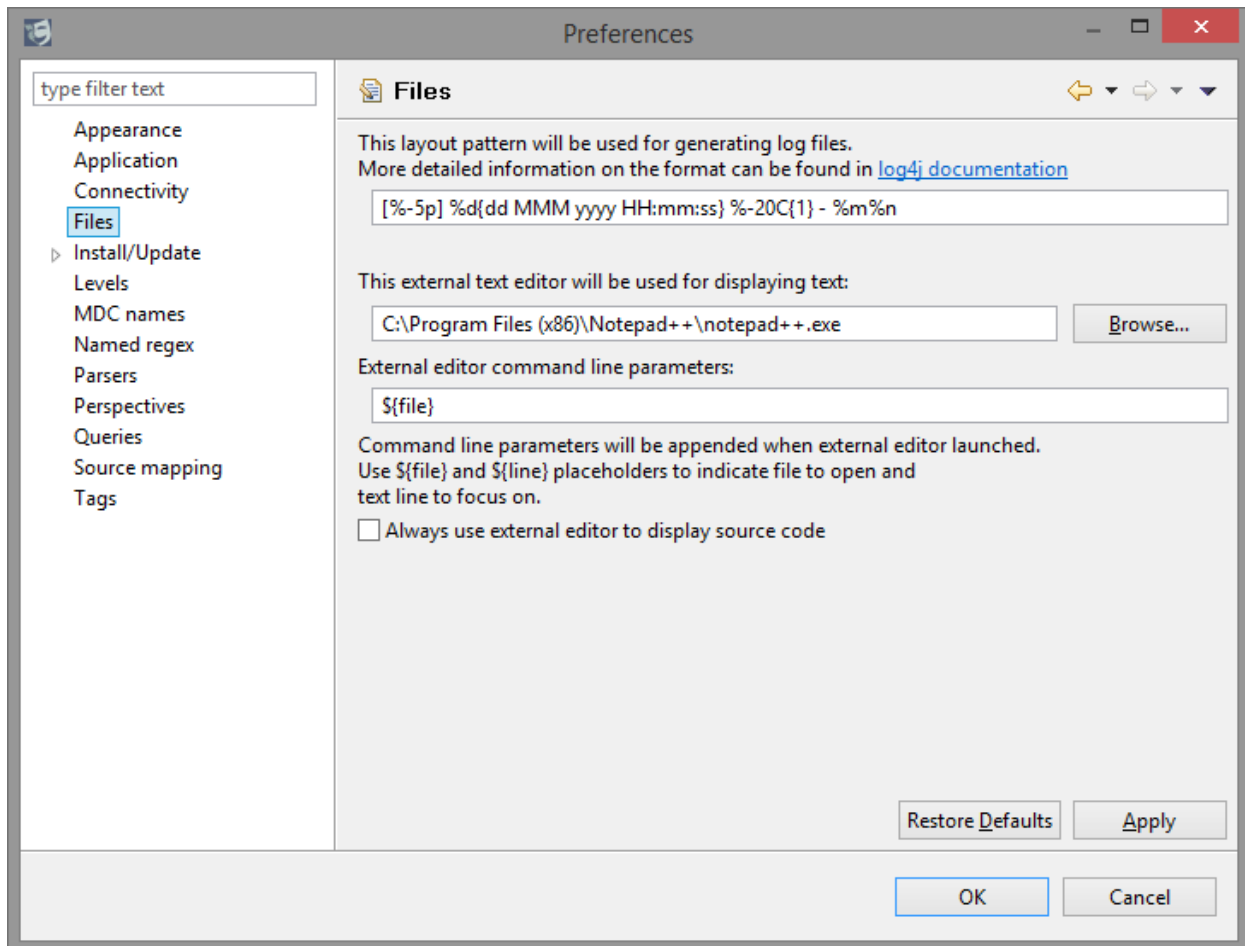 Preferences
type filter text
Appearance
Application
Connectivity
Files
Install/Update
Levels
MDC names
Named regex
Parsers
Perspectives
Queries
Source mapping
Tags
Files
This layout pattern will be used for generating log files.
More detailed information on the format can be found in log4j documentation
[%-5p] %d{dd MMM yyyy HH:mm:ss} %-20C{1} - %m%n
This external text editor will be used for displaying text:
C:\Program Files (x86)\Notepad++\notepad++.exe
Browse...
External editor command line parameters:
${file}
Command line parameters will be appended when external editor launched.
Use ${file} and ${line} placeholders to indicate file to open and
text line to focus on.
Always use external editor to display source code
Restore Defaults
Apply
OK
Cancel